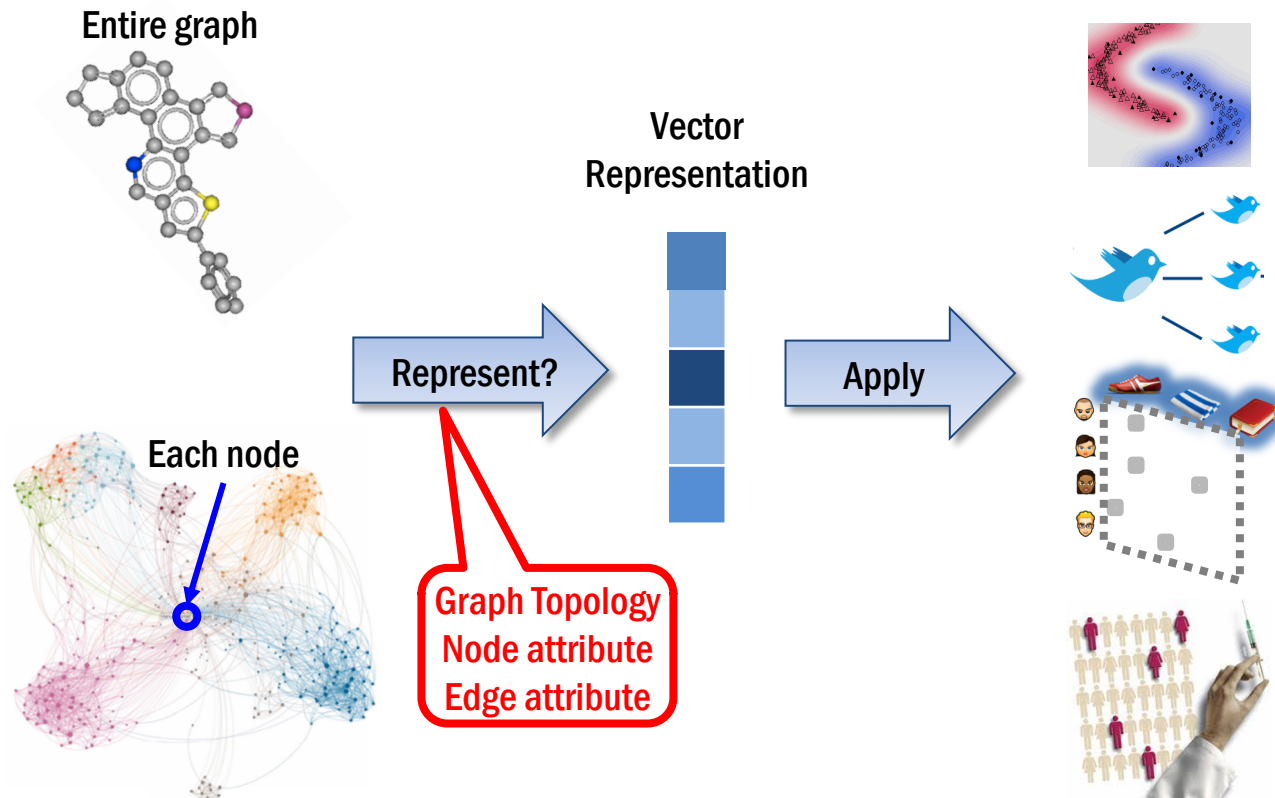 Entire graph
Each node
Represent?
Graph Topology
Node attribute
Edge attribute
Vector
Representation
Apply